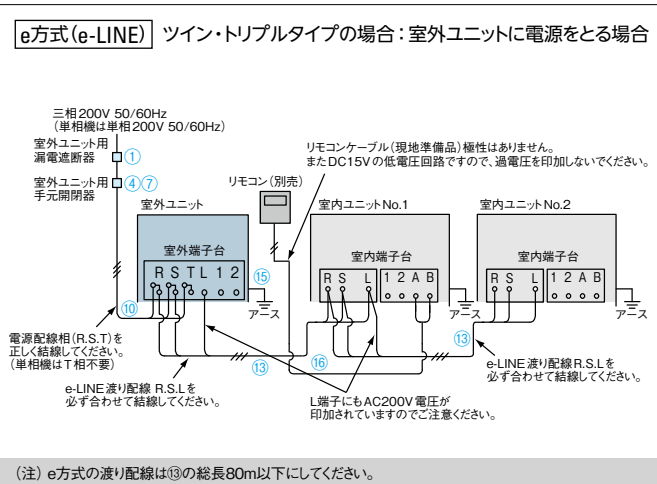 e方式(e-LINE) ツイン・トリプルタイプの場合：室外ユニットに電源をとる場合
三相200V 50/60Hz
(単相機は単相200V 50/60Hz)
室外ユニット用
漏電遮断器
①
室外ユニット用
手元開閉器
④⑦
リモコンケーブル(現地準備品)極性はありません。
またDC15Vの低電圧回路ですので、過電圧を印加しないでください。
リモコン(別売)
室外ユニット
室外端子台
R S T L 1 2
⑮
アース
室内ユニットNo.1
室内端子台
R S L 1 2 A B
アース
室内ユニットNo.2
室内端子台
R S L 1 2 A B
アース
⑩
電源配線相(R.S.T)を
正しく結線してください。
(単相機はT相不要)
e-LINE渡り配線 R.S.Lを
必ず合わせて結線してください。
⑬
⑯
L端子にもAC200V電圧が
印加されていますのでご注意ください。
⑬
e-LINE渡り配線R.S.Lを
必ず合わせて結線してください。
(注) e方式の渡り配線は⑬の総長80m以下にしてください。